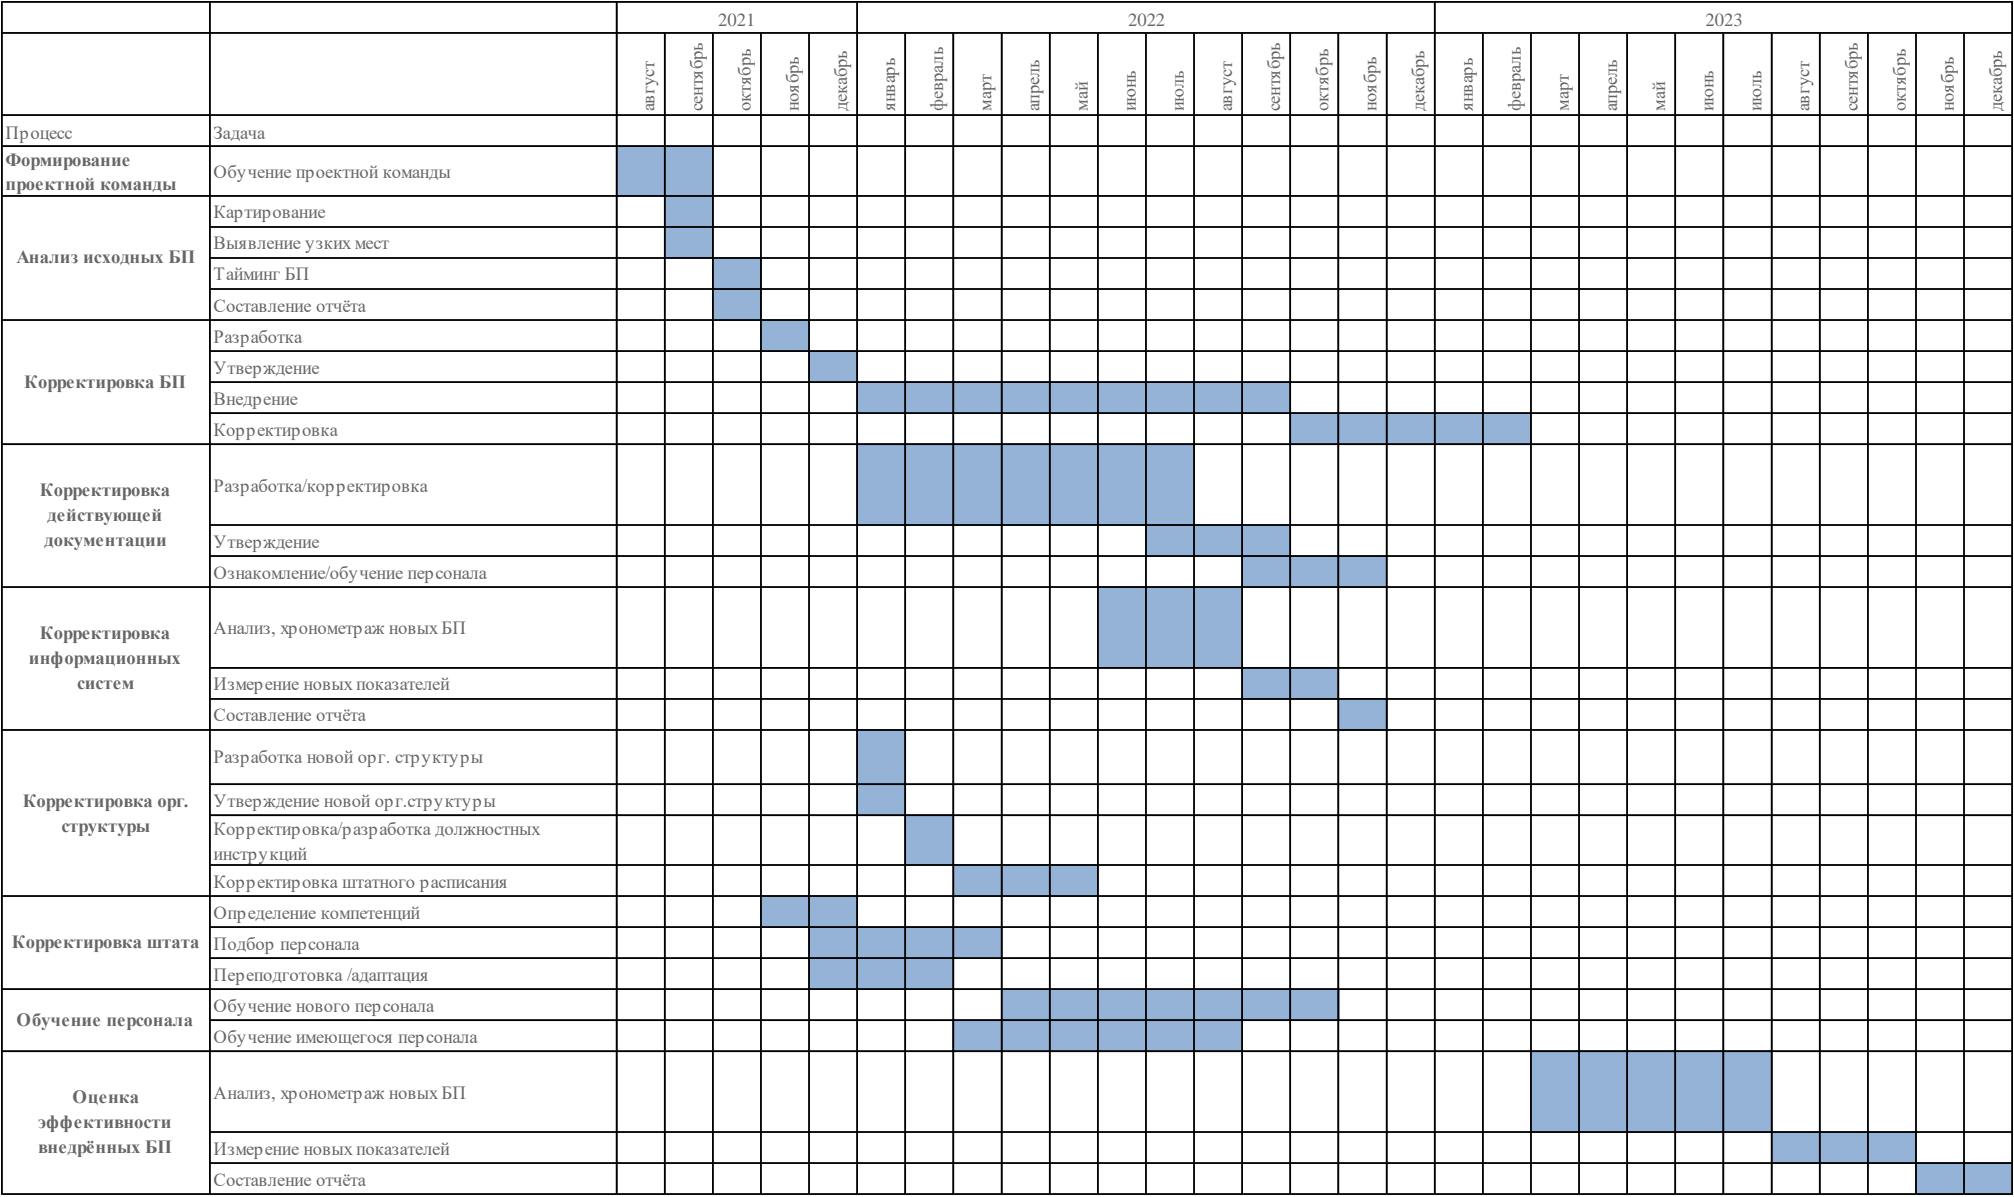 2021 2022 2023
август сентябрь октябрь ноябрь декабрь январь февраль март апрель май июнь июль август сентябрь октябрь ноябрь декабрь январь февраль март апрель май июнь июль август сентябрь октябрь ноябрь декабрь
Процесс Задача
Формирование
проектной команды
Обучение проектной команды
Анализ исходных БП
Картирование
Выявление узких мест
Тайминг БП
Составление отчёта
Корректировка БП
Разработка
Утверждение
Внедрение
Корректировка
Корректировка
действующей
документации
Разработка/корректировка
Утверждение
Ознакомление/обучение персонала
Корректировка
информационных
систем
Анализ, хронометраж новых БП
Измерение новых показателей
Составление отчёта
Корректировка орг.
структуры
Разработка новой орг. структуры
Утверждение новой орг.структуры
Корректировка/разработка должностных
инструкций
Корректировка штатного расписания
Корректировка штата
Определение компетенций
Подбор персонала
Переподготовка /адаптация
Обучение персонала
Обучение нового персонала
Обучение имеющегося персонала
Оценка
эффективности
внедрённых БП
Анализ, хронометраж новых БП
Измерение новых показателей
Составление отчёта